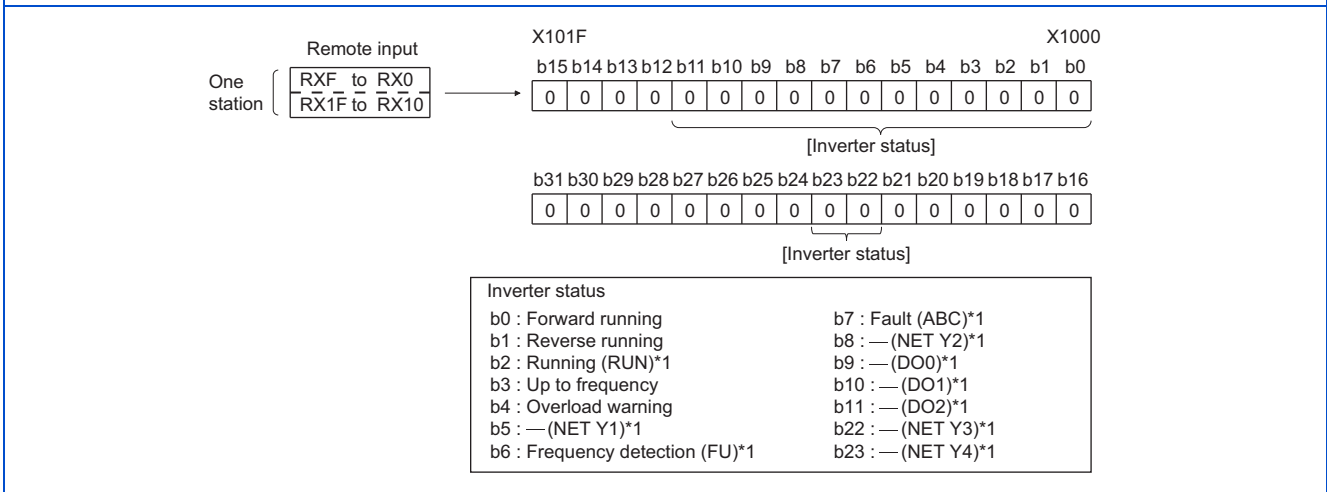 Remote input
One
station
RXF to RX0
RX1F to RX10
X101F X1000
b15 b14 b13 b12 b11 b10 b9 b8 b7 b6 b5 b4 b3 b2 b1 b0
0 0 0 0 0 0 0 0 0 0 0 0 0 0 0 0
[Inverter status]
b31 b30 b29 b28 b27 b26 b25 b24 b23 b22 b21 b20 b19 b18 b17 b16
0 0 0 0 0 0 0 0 0 0 0 0 0 0 0 0
[Inverter status]
Inverter status
b0 : Forward running
b1 : Reverse running
b2 : Running (RUN)*1
b3 : Up to frequency
b4 : Overload warning
b5 : — (NET Y1)*1
b6 : Frequency detection (FU)*1
b7 : Fault (ABC)*1
b8 : — (NET Y2)*1
b9 : — (DO0)*1
b10 : — (DO1)*1
b11 : — (DO2)*1
b22 : — (NET Y3)*1
b23 : — (NET Y4)*1